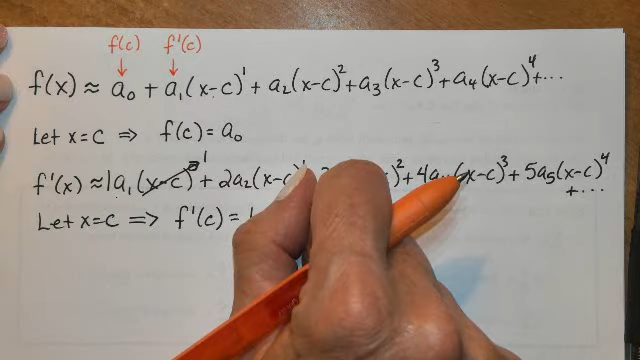 f(c) f'(c)
f(x) ≈ a₀ + a₁(x-c)¹ + a₂(x-c)² + a₃(x-c)³ + a₄(x-c)⁴ + ...
Let x=c ⇒ f(c) = a₀
f'(x) ≈ 1a₁(x-c) ¹ + 2a₂(x-c)² + 4a (x-c)³ + 5a₅(x-c)⁴
+ ...
Let x=c ⇒ f'(c) =